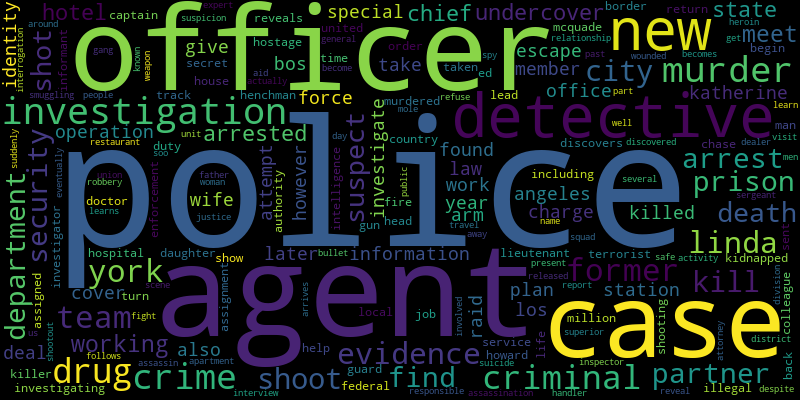 identity
interrogation
hotel
captain
suspicion
expert
reveals
special
chief
undercover
border
return
state
officer
new
meet
shot
informant
gang
known
weapon
give
hostage
united
order
mcquade
relationship
spy
past
wounded
get
heroin
around
secret
bos
time
general
become
take
taken
ed
escape
member
city
becomes
begin
murder
smuggling
people
track
house
aid
actually
henchman
force
murdered
mole
refuse
lead
office
part
katherine
learn
investigation
detective
operation
restaurant
unit
arrested
suspect
investigate
day
country
found
well
discovers
discovered
chase
man
visit
dealer
men
suddenly
security
duty
soo
however
attempt
authority
intelligence
public
law
including
several
arrest
police
department
eventually
union
robbery
doctor
learns
enforcement
father
woman
wife
justice
fire
gun
head
work
year
arm
travel
away
angeles
charge
name
squad
killed
sergeant
prison
death
investigator
hospital
daughter
show
later
bullet
information
lieutenant
terrorist
safe
activity
kidnapped
sent
linda
york
agent
assigned
cover
turn
scene
assignment
arrives
present
released
former
report
kill
division
us
team
fight
local
job
involved
raid
plan
los
station
million
superior
shooting
district
colleague
case
deal
shootout
working
follows
also
assassin
apartment
help
evidence
service
howard
life
suicide
attorney
inspector
back
killer
investigating
drug
crime
interview
shoot
guard
federal
find
responsible
assassination
criminal
handler
partner
illegal
reveal
despite